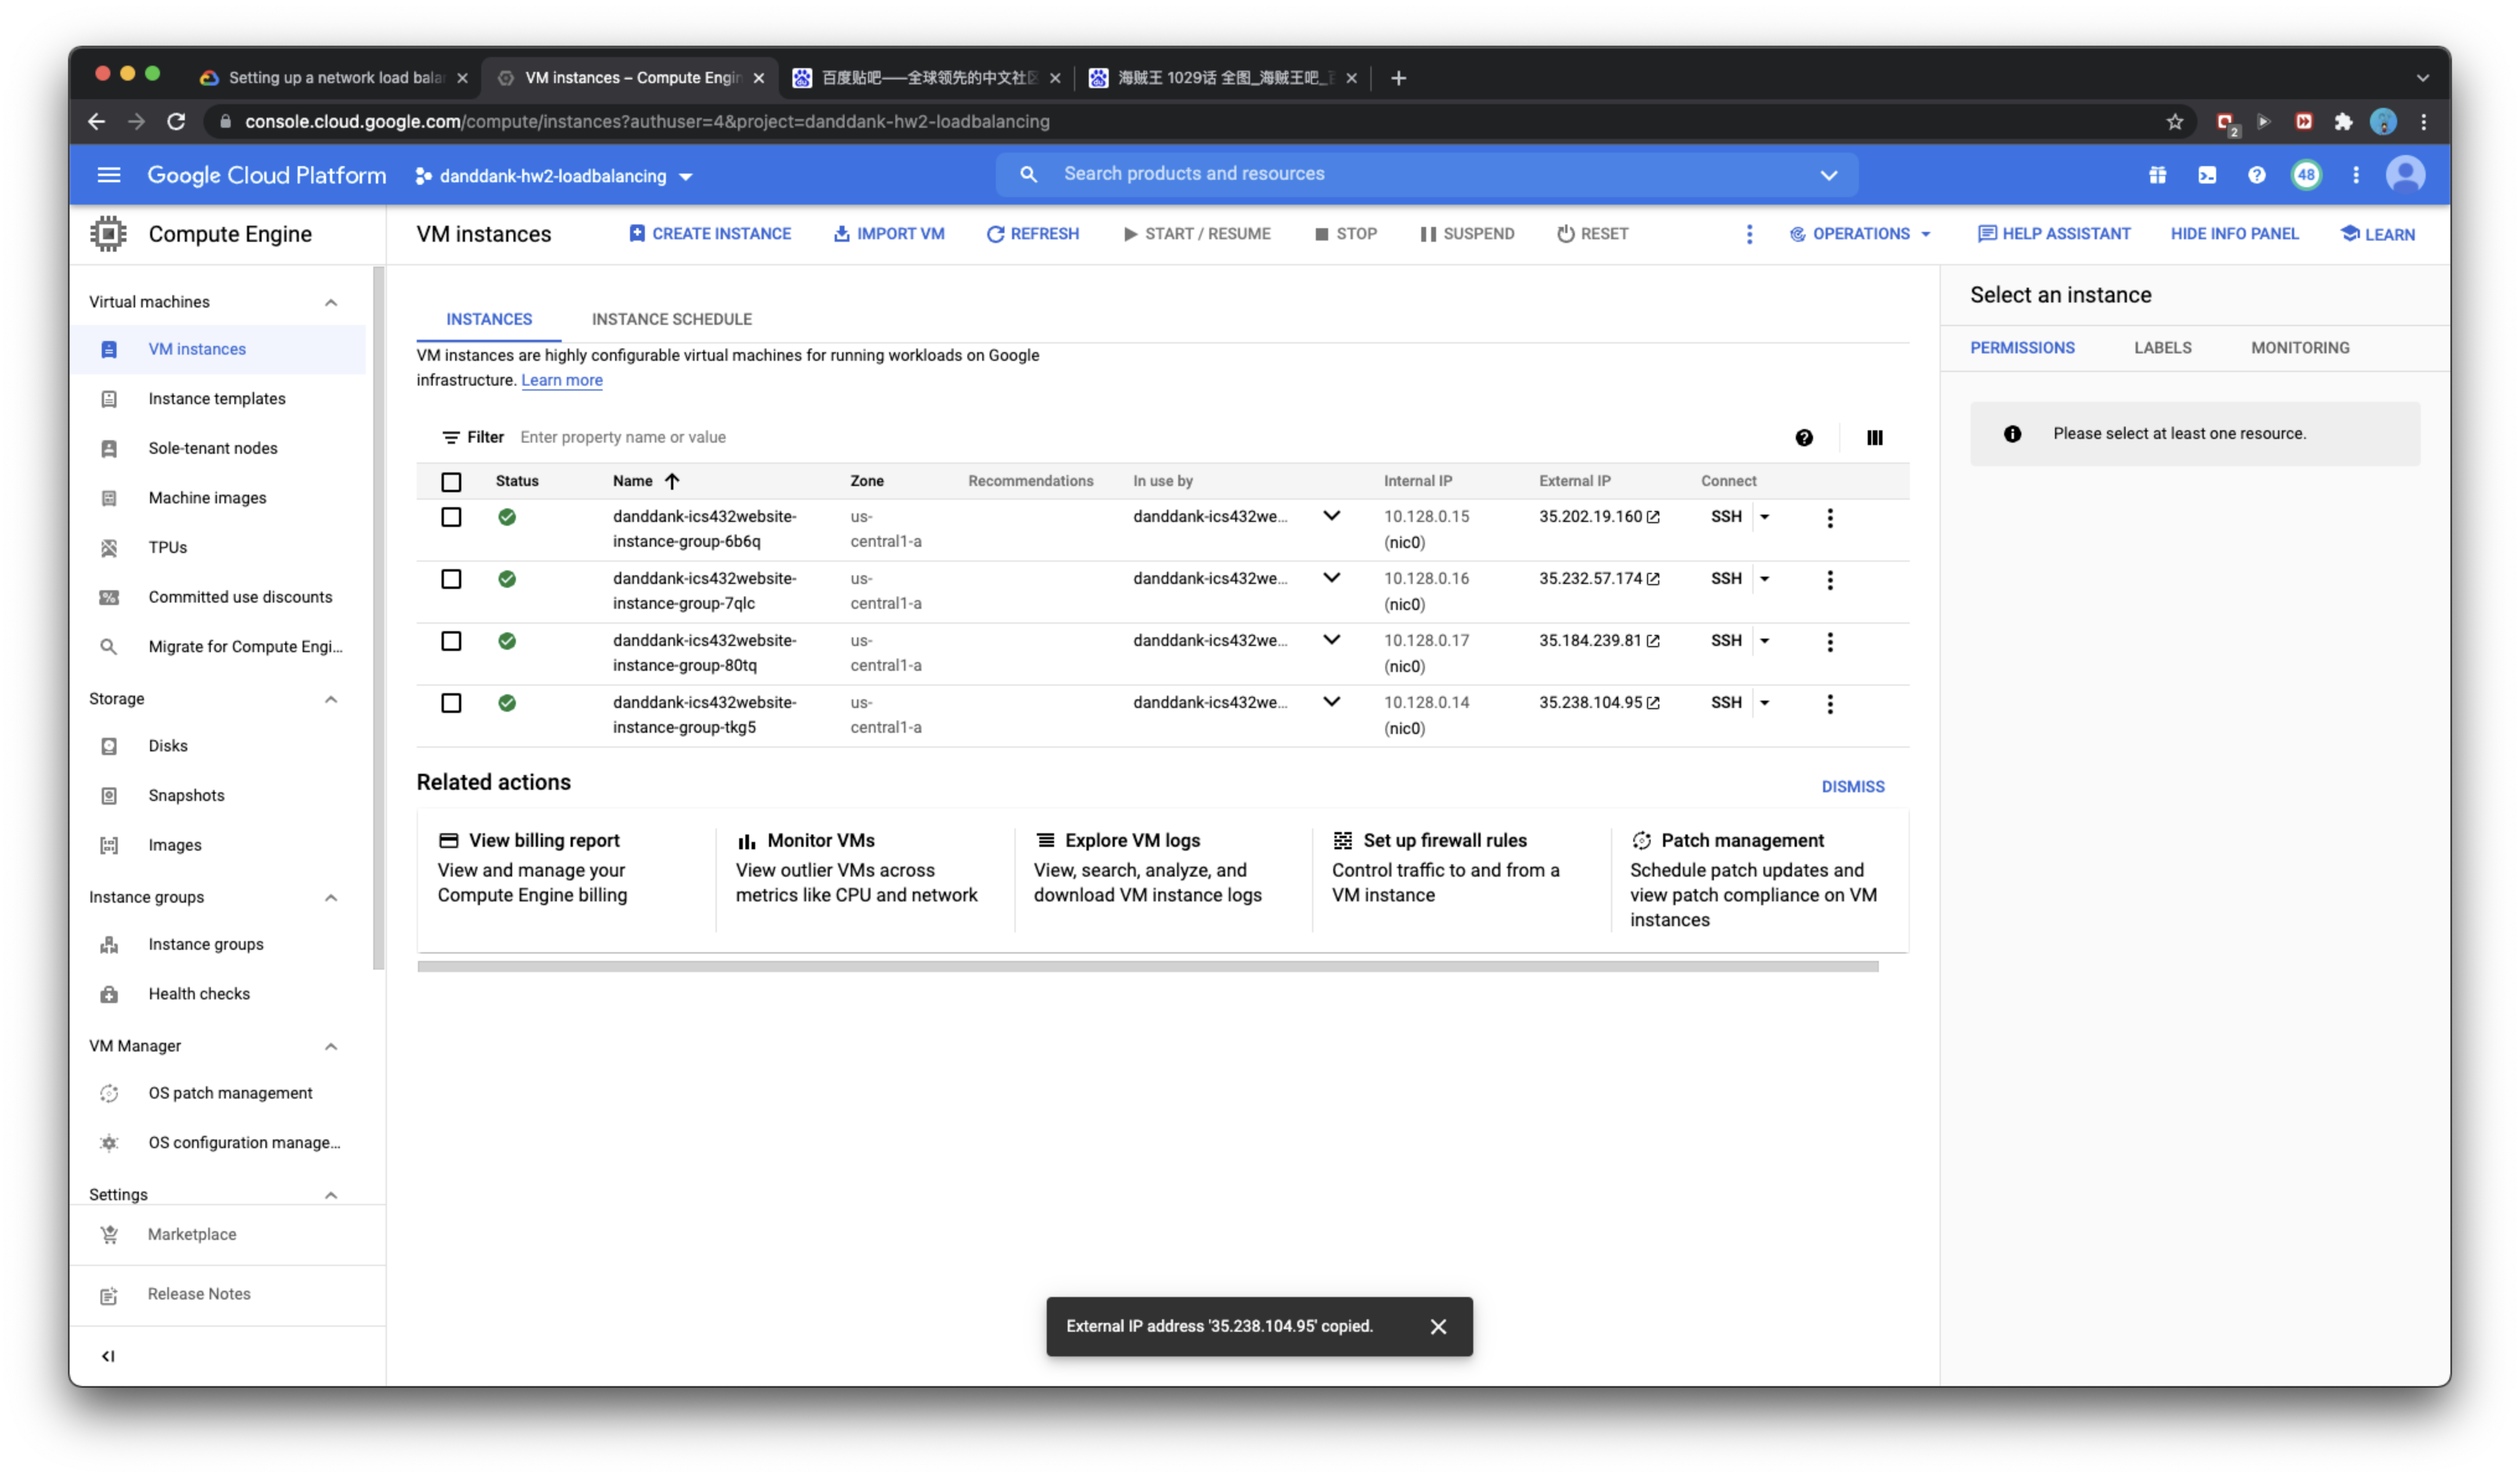 Setting up a network load bala
VM instances – Compute Engin
百度贴吧——全球领先的中文社区
海贼王 1029话 全图_海贼王吧_
console.cloud.google.com/compute/instances?authuser=4&project=danddank-hw2-loadbalancing
2
Google Cloud Platform
danddank-hw2-loadbalancing
Search products and resources
48
Compute Engine
VM instances
CREATE INSTANCE
IMPORT VM
REFRESH
START / RESUME
STOP
SUSPEND
RESET
OPERATIONS
HELP ASSISTANT
HIDE INFO PANEL
LEARN
Virtual machines
VM instances
Instance templates
Sole-tenant nodes
Machine images
TPUs
Committed use discounts
Migrate for Compute Engi...
Storage
Disks
Snapshots
Images
Instance groups
Instance groups
Health checks
VM Manager
OS patch management
OS configuration manage...
Settings
Marketplace
Release Notes
INSTANCES
INSTANCE SCHEDULE
VM instances are highly configurable virtual machines for running workloads on Google
infrastructure. Learn more
Filter Enter property name or value
Status Name Zone Recommendations In use by Internal IP External IP Connect
danddank-ics432website- us- danddank-ics432we... 10.128.0.15 35.202.19.160 SSH
instance-group-6b6q central1-a (nic0)
danddank-ics432website- us- danddank-ics432we... 10.128.0.16 35.232.57.174 SSH
instance-group-7qlc central1-a (nic0)
danddank-ics432website- us- danddank-ics432we... 10.128.0.17 35.184.239.81 SSH
instance-group-80tq central1-a (nic0)
danddank-ics432website- us- danddank-ics432we... 10.128.0.14 35.238.104.95 SSH
instance-group-tkg5 central1-a (nic0)
Related actions
DISMISS
View billing report
View and manage your
Compute Engine billing
Monitor VMs
View outlier VMs across
metrics like CPU and network
Explore VM logs
View, search, analyze, and
download VM instance logs
Set up firewall rules
Control traffic to and from a
VM instance
Patch management
Schedule patch updates and
view patch compliance on VM
instances
Select an instance
PERMISSIONS
LABELS
MONITORING
Please select at least one resource.
External IP address '35.238.104.95' copied.